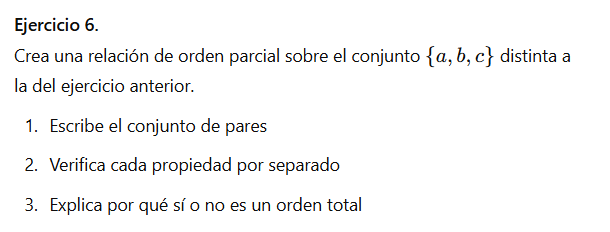 Ejercicio 6.
Crea una relación de orden parcial sobre el conjunto {a, b, c} distinta a
la del ejercicio anterior.
1. Escribe el conjunto de pares
2. Verifica cada propiedad por separado
3. Explica por qué sí o no es un orden total